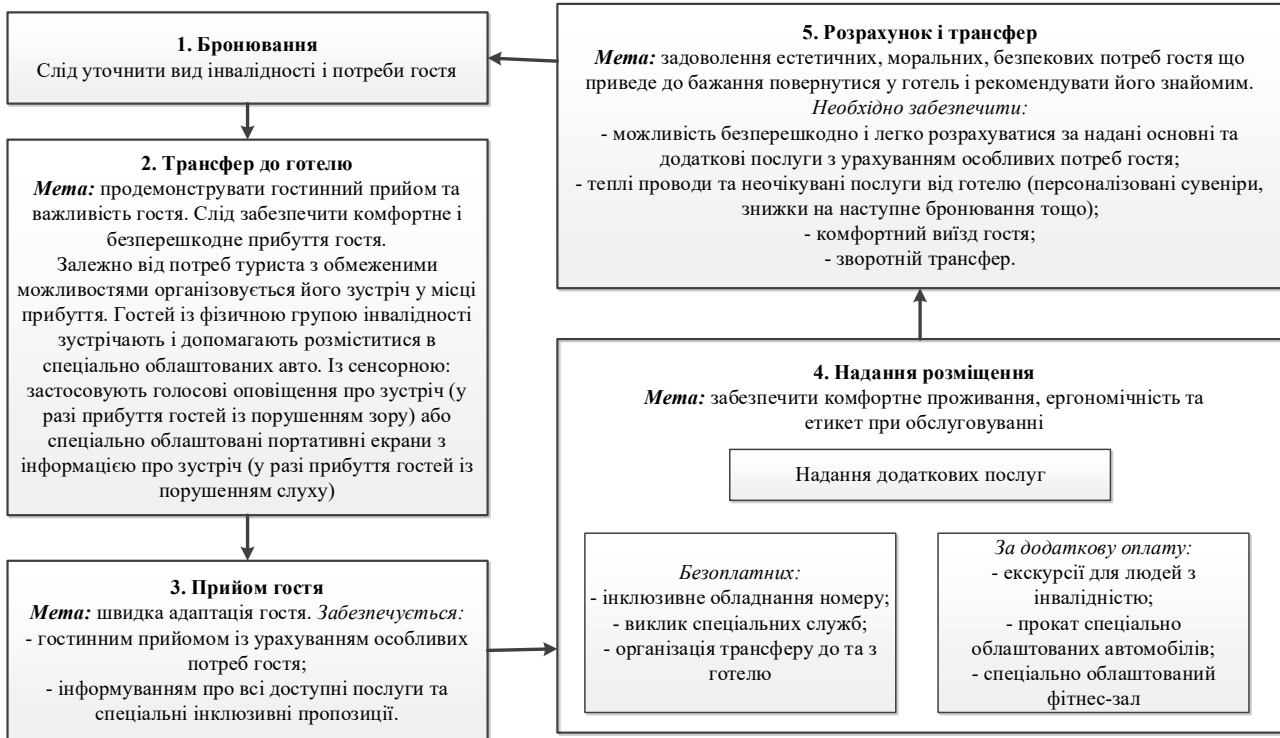 1. Бронювання
Слід уточнити вид інвалідності і потреби гостя
2. Трансфер до готелю
Мета: продемонструвати гостинний прийом та
важливість гостя. Слід забезпечити комфортне і
безперешкодне прибуття гостя.
Залежно від потреб туриста з обмеженими
можливостями організовується його зустріч у місці
прибуття. Гостей із фізичною групою інвалідності
зустрічають і допомагають розміститися в
спеціально облаштованих авто. Із сенсорною:
застосовують голосові оповіщення про зустріч (у
разі прибуття гостей із порушенням зору) або
спеціально облаштовані портативні екрани з
інформацією про зустріч (у разі прибуття гостей із
порушенням слуху)
3. Прийом гостя
Мета: швидка адаптація гостя. Забезпечується:
- гостинним прийомом із урахуванням особливих
потреб гостя;
- інформуванням про всі доступні послуги та
спеціальні інклюзивні пропозиції.
4. Надання розміщення
Мета: забезпечити комфортне проживання, ергономічність та
етикет при обслуговуванні
Надання додаткових послуг
Безоплатних:
- інклюзивне обладнання номеру;
- виклик спеціальних служб;
- організація трансферу до та з
готелю
За додаткову оплату:
- екскурсії для людей з
інвалідністю;
- прокат спеціально
облаштованих автомобілів;
- спеціально облаштований
фітнес-зал
5. Розрахунок і трансфер
Мета: задоволення естетичних, моральних, безпекових потреб гостя що
приведе до бажання повернутися у готель і рекомендувати його знайомим.
Необхідно забезпечити:
- можливість безперешкодно і легко розрахуватися за надані основні та
додаткові послуги з урахуванням особливих потреб гостя;
- теплі проводи та неочікувані послуги від готелю (персоналізовані сувеніри,
знижки на наступне бронювання тощо);
- комфортний виїзд гостя;
- зворотній трансфер.